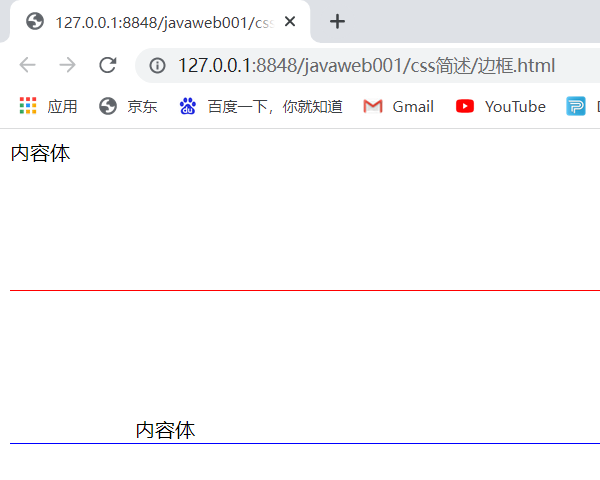 127.0.0.1:8848/javaweb001/cs
127.0.0.1:8848/javaweb001/css简述/边框.html
应用 京东 百度一下，你就知道 Gmail YouTube
内容体
内容体